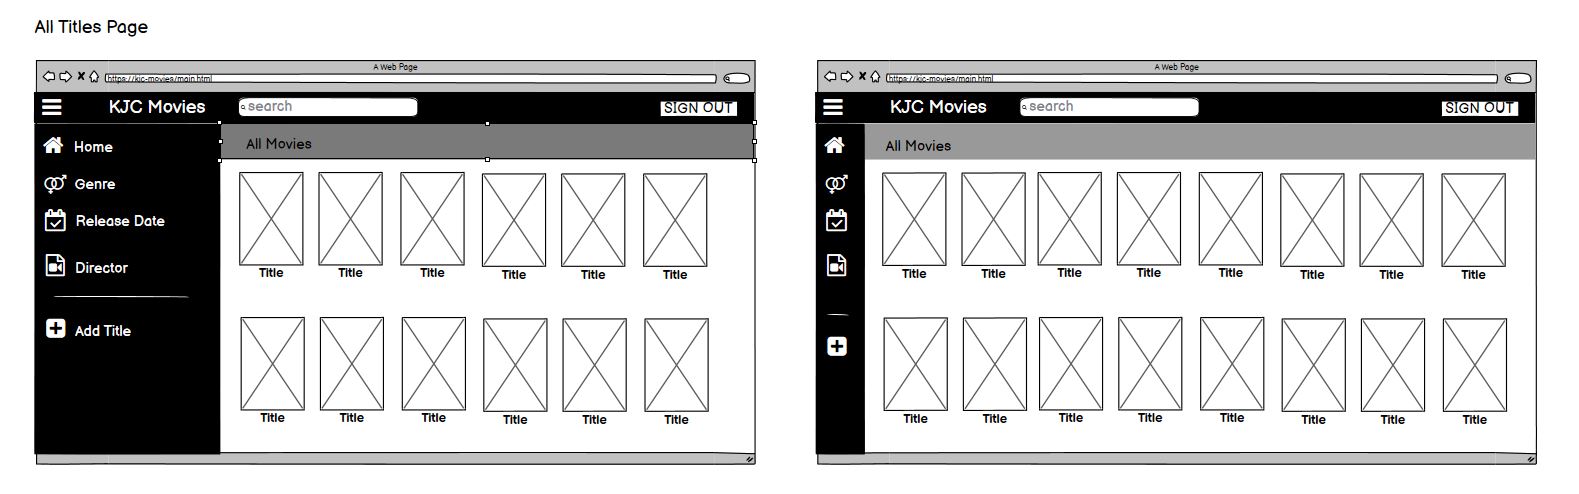 All Titles Page
A Web Page
https://kjc-movies/main.html
KJC Movies
search
SIGN OUT
Home
Genre
Release Date
Director
Add Title
All Movies
Title Title Title Title Title Title
Title Title Title Title Title Title
A Web Page
https://kjc-movies/main.html
KJC Movies
search
SIGN OUT
All Movies
Title Title Title Title Title Title Title Title
Title Title Title Title Title Title Title Title